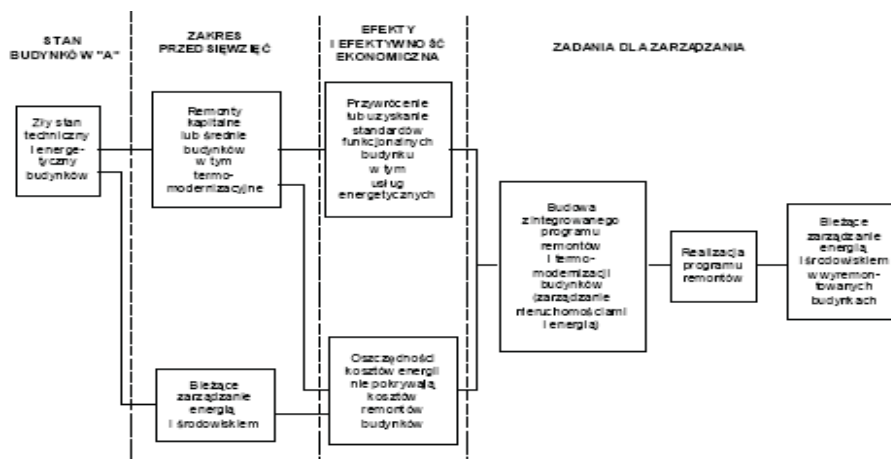 STAN
BUDYNKÓW "A"
ZAKRES
PRZEDSIĘWZIĘĆ
EFEKTY
I EFEKTYWNOŚĆ
EKONOMICZNA
ZADANIA DLA ZARZĄDZANIA
Zły stan
techniczny
i energe-
tyczny
budynków
Remonty
kapitalne
lub średnie
budynków
w tym
termo-
modernizacyjne
Przywrócenie
lub uzyskanie
standardów
funkcjonalnych
budynku
w tym
usług
energetycznych
Budowa
zintegrowanego
programu
remontów
i termo-
modernizacji
budynków
(zarządzanie
nieruchomościami
i energią)
Realizacja
programu
remontów
Bieżące
zarządzanie
energią
i środowiskiem
w wyremon-
towanych
budynkach
Bieżące
zarządzanie
energią
i środowiskiem
Oszczędności
kosztów energii
nie pokrywają
kosztów
remontów
budynków